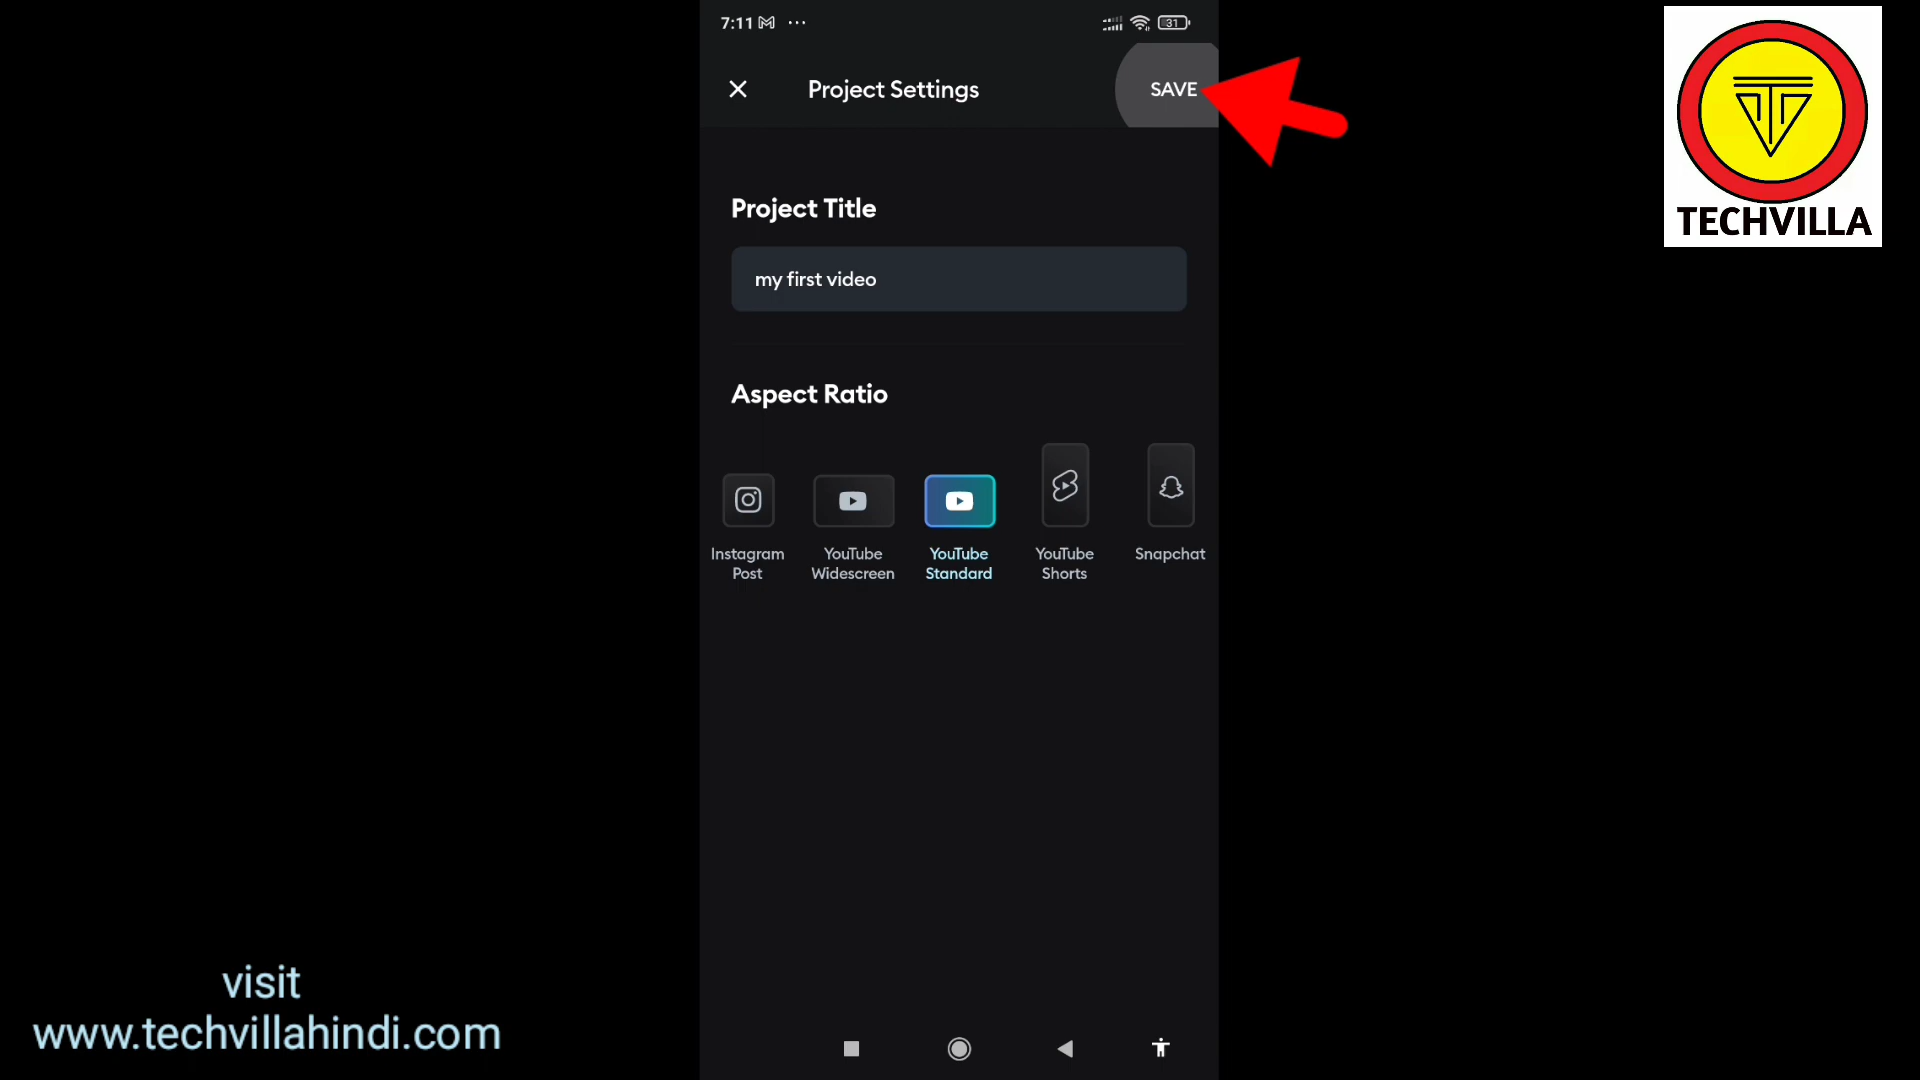 7:11
31
Project Settings
SAVE
TECHVILLA
Project Title
my first video
Aspect Ratio
Instagram
Post
YouTube
Widescreen
YouTube
Standard
YouTube
Shorts
Snapchat
visit
www.techvillahindi.com